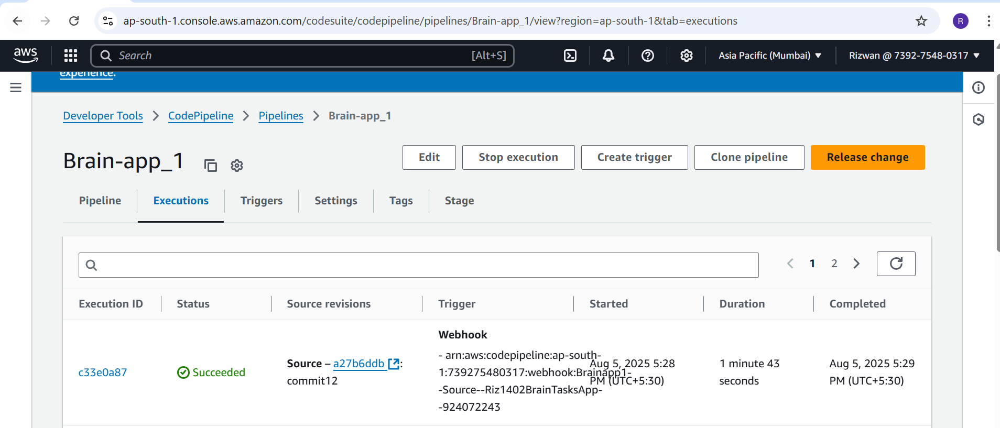 ap-south-1.console.aws.amazon.com/codesuite/codepipeline/pipelines/Brain-app_1/view?region=ap-south-1&tab=executions
R
aws
Search
[Alt+S]
Asia Pacific (Mumbai)
Rizwan @ 7392-7548-0317
experience.
Developer Tools > CodePipeline > Pipelines > Brain-app_1
Brain-app_1
Edit
Stop execution
Create trigger
Clone pipeline
Release change
Pipeline
Executions
Triggers
Settings
Tags
Stage
1
2
Execution ID
Status
Source revisions
Trigger
Started
Duration
Completed
c33e0a87
Succeeded
Source – a27b6ddb :
commit12
Webhook
- arn:aws:codepipeline:ap-south-
1:739275480317:webhook:Brainapp1-
-Source--Riz1402BrainTasksApp-
-924072243
Aug 5, 2025 5:28
PM (UTC+5:30)
1 minute 43
seconds
Aug 5, 2025 5:29
PM (UTC+5:30)